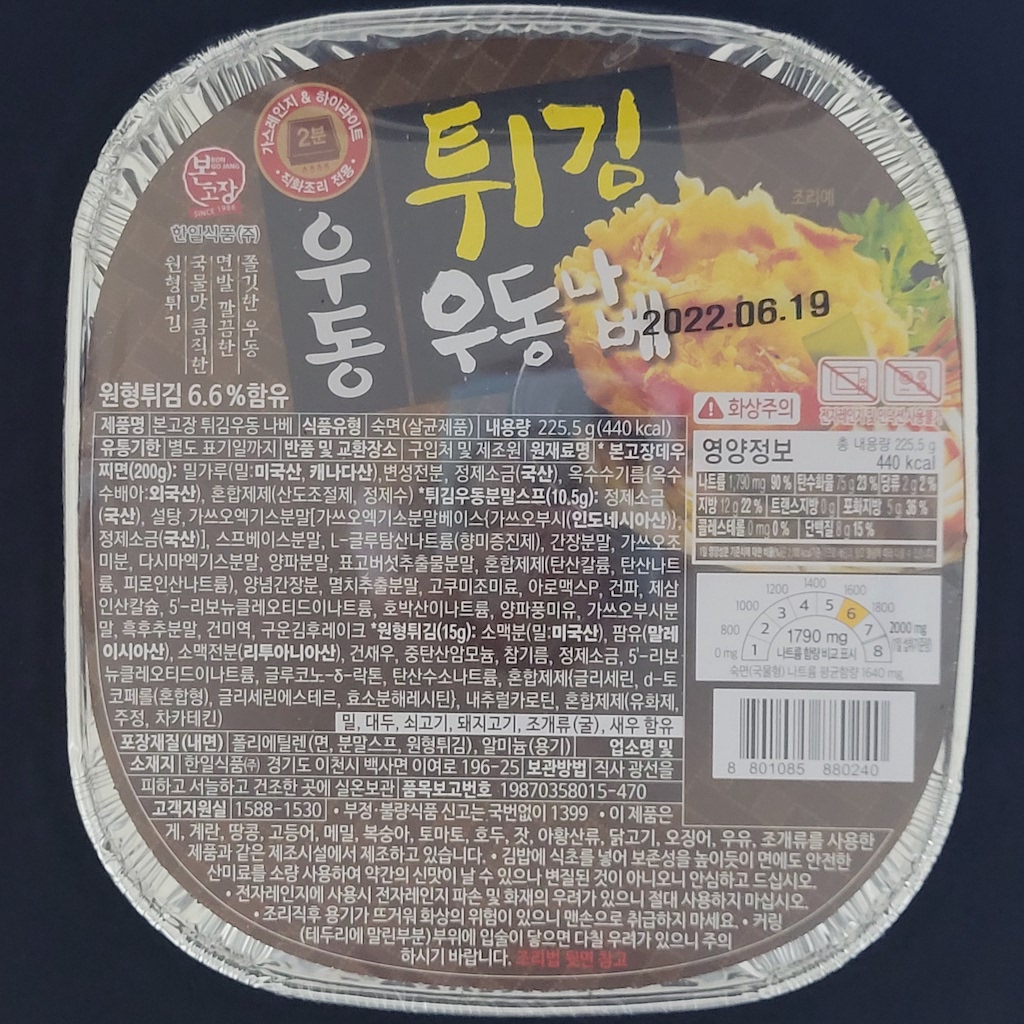 가스레인지 & 하이라이트
2분
· 직화조리 전용 ·
본고장
BON GO JANG
SINCE 1986
한일식품(주)
쫄깃한 우동
면발 깔끔한
국물맛 큼직한
원형튀김
우동
튀김
우동나베
조리예
2022.06.19
원형튀김 6.6%함유
제품명 본고장 튀김우동 나베 식품유형 숙면(살균제품) 내용량 225.5g(440kcal)
유통기한 별도 표기일까지 반품 및 교환장소 구입처 및 제조원 원재료명 * 본고장데우
찌면(200g): 밀가루(밀:미국산, 캐나다산),변성전분, 정제소금(국산), 옥수수기름(옥수
수배아:외국산), 혼합제제(산도조절제, 정제수) *튀김우동분말스프(10.5g): 정제소금
(국산), 설탕, 가쓰오엑기스분말[가쓰오엑기스분말베이스{가쓰오부시(인도네시아산)},
정제소금(국산)], 스프베이스분말, L-글루탐산나트륨(향미증진제), 간장분말, 가쓰오조
미분, 다시마엑기스분말, 양파분말, 표고버섯추출물분말, 혼합제제(탄산칼륨, 탄산나트
륨, 피로인산나트륨), 양념간장분, 멸치추출분말, 고쿠미조미료, 아로맥스P, 건파, 제삼
인산칼슘, 5'-리보뉴클레오티드이나트륨, 호박산이나트륨, 양파풍미유, 가쓰오부시분
말, 흑후추분말, 건미역, 구운김후레이크 *원형튀김(15g): 소맥분(밀:미국산), 팜유(말레
이시아산), 소맥전분(리투아니아산), 건새우, 중탄산암모늄, 참기름, 정제소금, 5'-리보
뉴클레오티드이나트륨, 글루코노-δ-락톤, 탄산수소나트륨, 혼합제제(글리세린, d-토
코페롤(혼합형), 글리세린에스테르, 효소분해레시틴), 내추럴카로틴, 혼합제제(유화제,
주정, 차카테킨)
밀, 대두, 쇠고기, 돼지고기, 조개류(굴), 새우 함유
포장재질(내면) 폴리에틸렌(면, 분말스프, 원형튀김), 알미늄(용기) 업소명 및
소재지 한일식품㈜ 경기도 이천시 백사면 이여로 196-25 보관방법 직사 광선을
피하고 서늘하고 건조한 곳에 실온보관 품목보고번호 19870358015-470
고객지원실 1588-1530 • 부정·불량식품 신고는 국번없이 1399 • 이 제품은
게, 계란, 땅콩, 고등어, 메밀, 복숭아, 토마토, 호두, 잣, 아황산류, 닭고기, 오징어, 우유, 조개류를 사용한
제품과 같은 제조시설에서 제조하고 있습니다. • 김밥에 식초를 넣어 보존성을 높이듯이 면에도 안전한
산미료를 소량 사용하여 약간의 신맛이 날 수 있으나 변질된 것이 아니오니 안심하고 드십시오.
• 전자레인지에 사용시 전자레인지 파손 및 화재의 우려가 있으니 절대 사용하지 마십시오.
• 조리직후 용기가 뜨거워 화상의 위험이 있으니 맨손으로 취급하지 마세요. • 커링
(테두리에 말린부분)부위에 입술이 닿으면 다칠 우려가 있으니 주의
하시기 바랍니다. 조리법 뒷면 참고
화상주의
전자레인지 및 인덕션 사용불가
영양정보
총 내용량 225.5 g
440 kcal
나트륨 1,790 mg 90 % 탄수화물 75 g 23 % 당류 2 g 2 %
지방 12 g 22 % 트랜스지방 0 g 포화지방 5 g 36 %
콜레스테롤 0 mg 0 % 단백질 8 g 15 %
0 mg 800 1000 1200 1400 1600 1800 2000 mg
1 2 3 4 5 6 7 8
1790 mg
나트륨 함량 비교 표시
숙면(국물형) 나트륨 평균함량 1640 mg
8 801085 880240